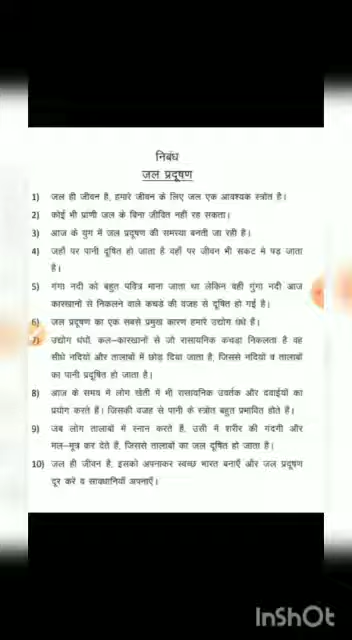 निबंध
जल प्रदूषण
1) जल ही जीवन है, हमारे जीवन के लिए जल एक आवश्यक स्त्रोत है।
2) कोई भी प्राणी जल के बिना जीवित नहीं रह सकता।
3) आज के युग में जल प्रदूषण की समस्या बनती जा रही है।
4) जहाँ पर पानी दूषित हो जाता है वहाँ पर जीवन भी संकट मे पड़ जाता
है।
5) गंगा नदी को बहुत पवित्र माना जाता था लेकिन वही गुंगा नदी आज
कारखानों से निकलने वाले कचड़े की वजह से दूषित हो गई है।
6) जल प्रदूषण का एक सबसे प्रमुख कारण हमारे उद्योग धंधे हैं।
7) उद्योग धंधों, कल–कारखानों से जो रासायनिक कचड़ा निकलता है वह
सीधे नदियों और तालाबों में छोड़ दिया जाता है, जिससे नदियों व तालाबों
का पानी प्रदूषित हो जाता है।
8) आज के समय में लोग खेती में भी रासायनिक उर्वरक और दवाईयों का
प्रयोग करते हैं। जिसकी वजह से पानी के स्त्रोत बहुत प्रभावित होते हैं।
9) जब लोग तालाबों में स्नान करते हैं, उसी में शरीर की गंदगी और
मल–मूत्र कर देते हैं, जिससे तालाबों का जल दूषित हो जाता है।
10) जल ही जीवन है, इसको अपनाकर स्वच्छ भारत बनाएँ और जल प्रदूषण
दूर करे व सावधानियाँ अपनाएँ।
InShOt